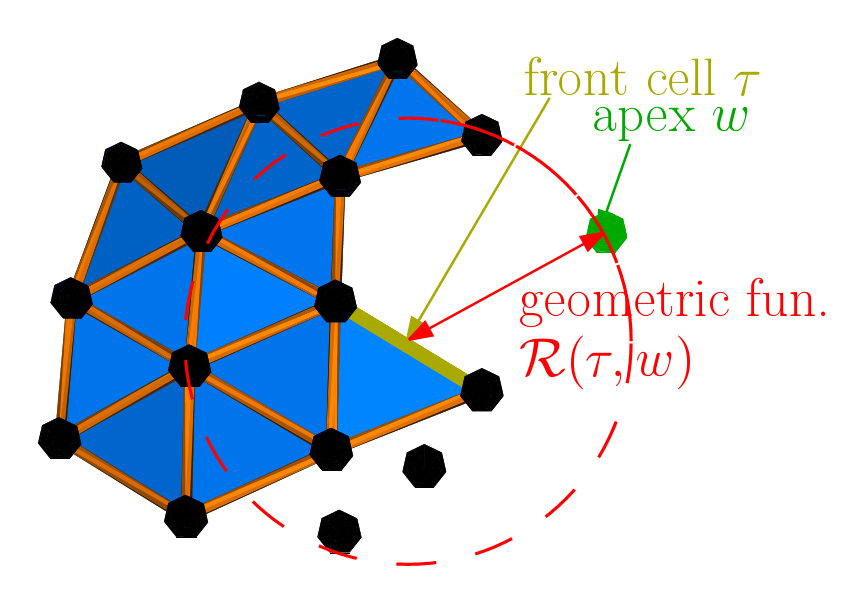 front cell τ
apex w
geometric fun.
𝓡(τ, w)